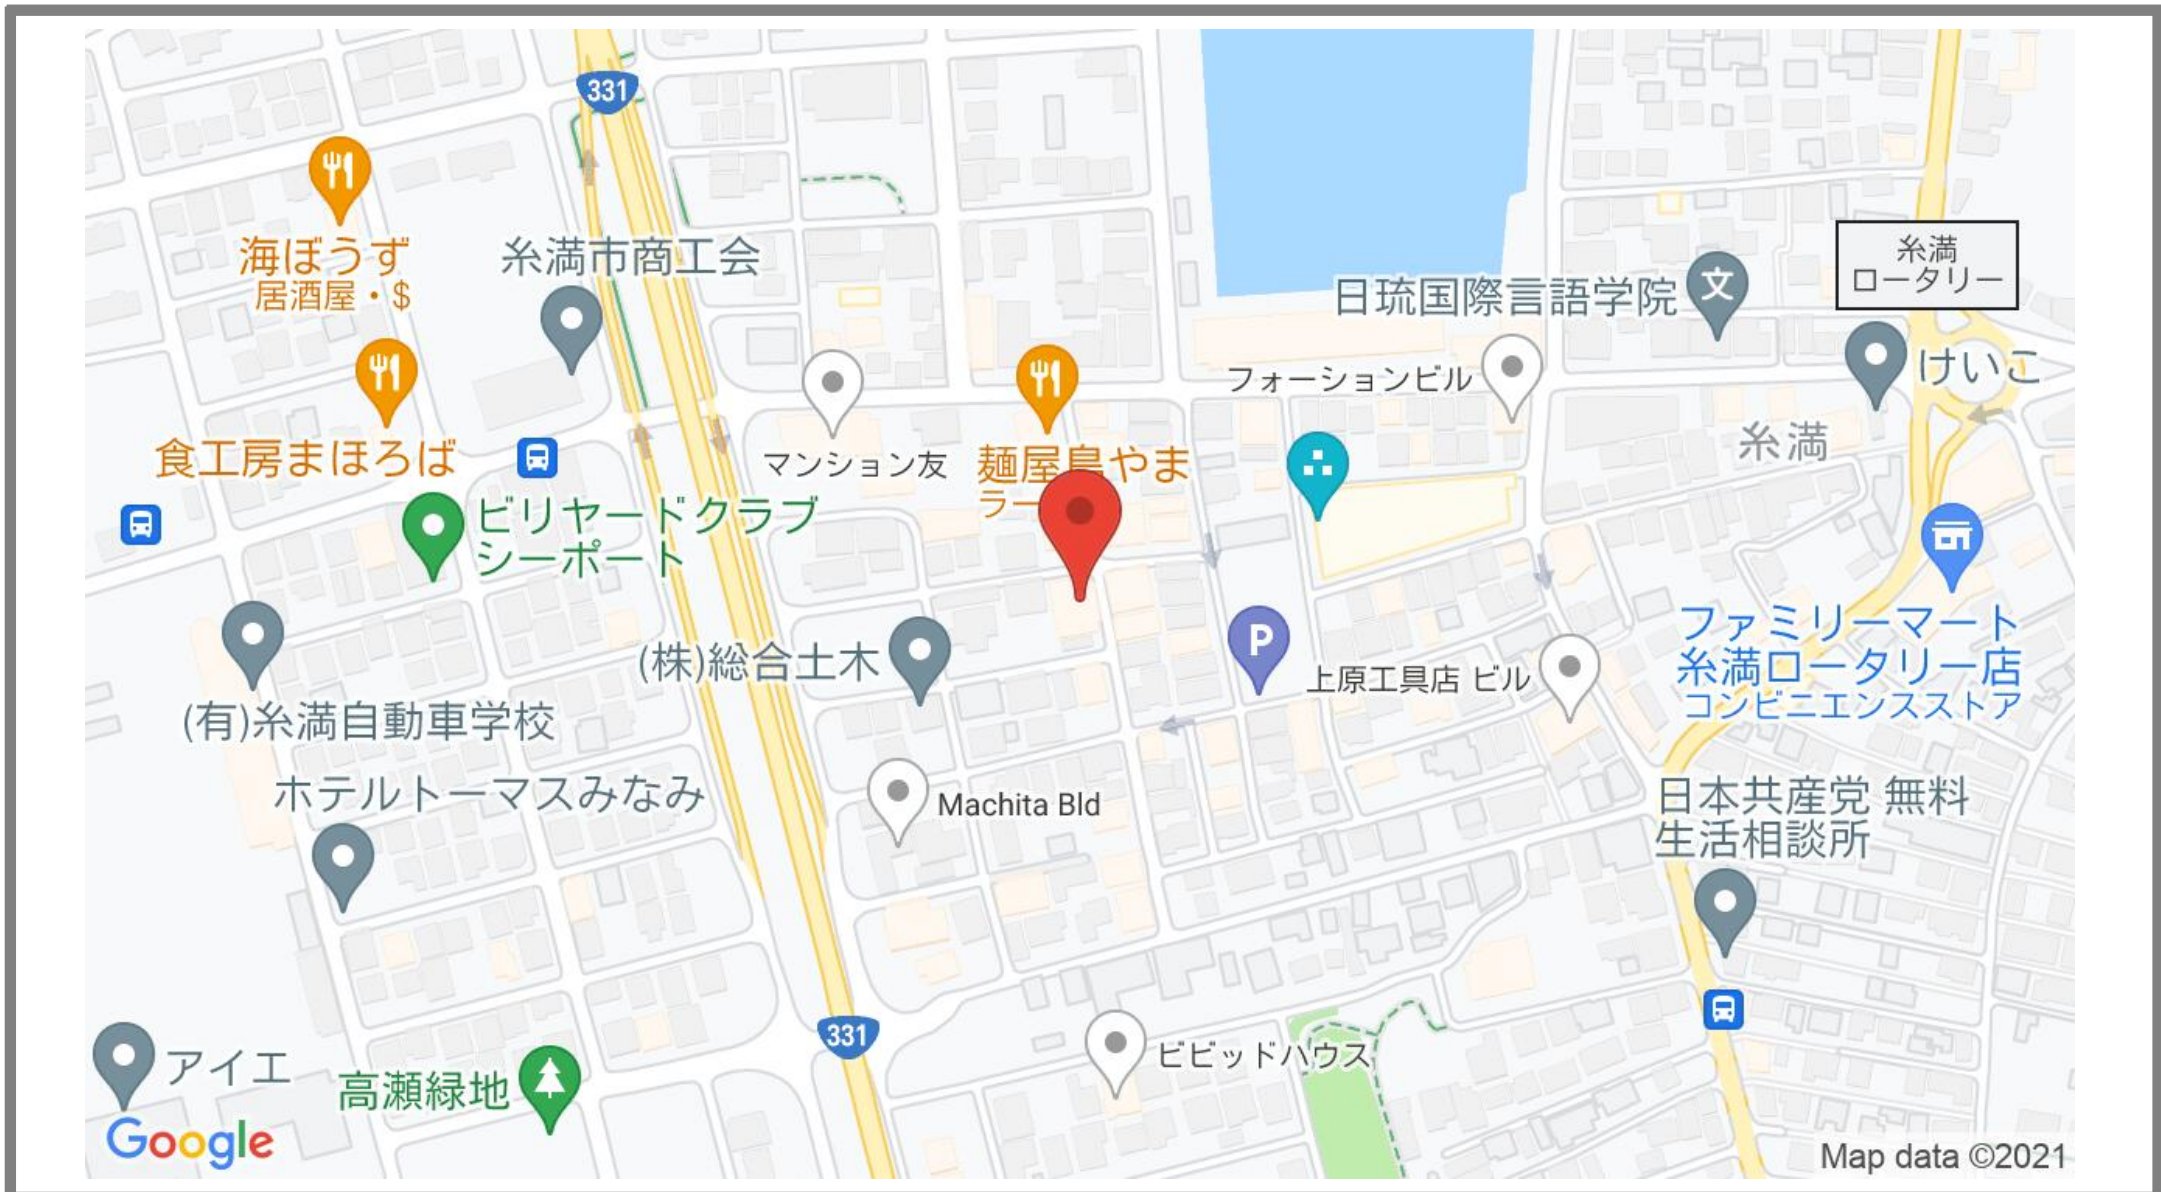 331
海ぼうず
居酒屋・$
糸満市商工会
糸満
ロータリー
日琉国際言語学院
文
フォーションビル
けいこ
食工房まほろば
マンション友
麺屋島やま
ラー
糸満
ビリヤードクラブ
シーポート
ファミリーマート
糸満ロータリー店
コンビニエンスストア
(株)総合土木
P
上原工具店 ビル
(有)糸満自動車学校
ホテルトーマスみなみ
Machita Bld
日本共産党 無料
生活相談所
331
ビビッドハウス
アイエ
高瀬緑地
Google
Map data ©2021